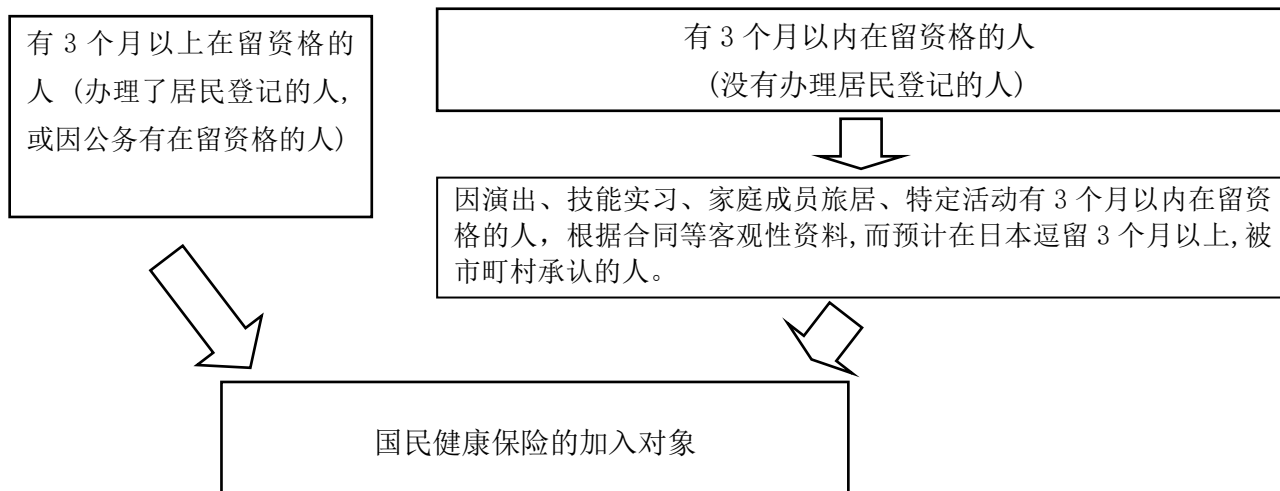 有 3 个月以上在留资格的
人 (办理了居民登记的人,
或因公务有在留资格的人)
有 3 个月以内在留资格的人
(没有办理居民登记的人)
因演出、技能实习、家庭成员旅居、特定活动有 3 个月以内在留资
格的人，根据合同等客观性资料,而预计在日本逗留 3 个月以上,被
市町村承认的人。
国民健康保险的加入对象